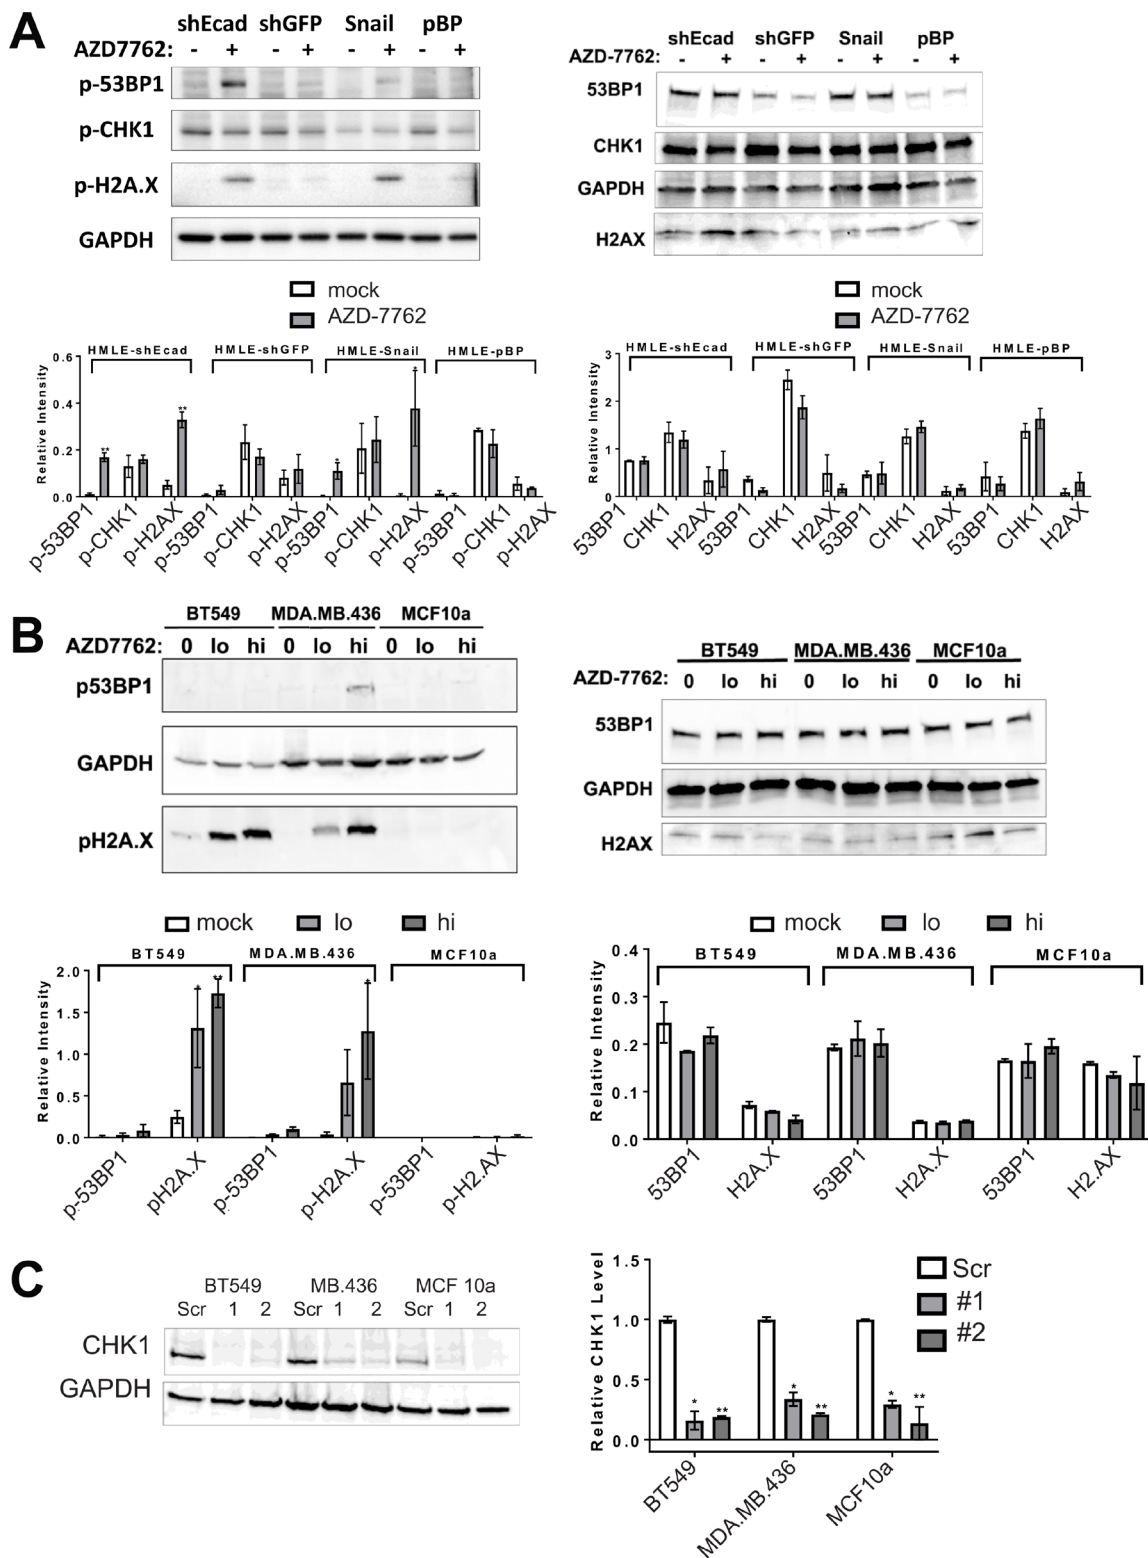 A
shEcad shGFP Snail pBP
AZD7762: - + - + - + - +
p-53BP1
p-CHK1
p-H2A.X
GAPDH
shEcad shGFP Snail pBP
AZD-7762: - + - + - + - +
53BP1
CHK1
GAPDH
H2AX
mock
AZD-7762
HMLE-shEcad HMLE-shGFP HMLE-Snail HMLE-pBP
Relative Intensity
0.6
0.4
0.2
0.0
** ** * *
p-53BP1 p-CHK1 p-H2AX p-53BP1 p-CHK1 p-H2AX p-53BP1 p-CHK1 p-H2AX p-53BP1 p-CHK1 p-H2AX
mock
AZD-7762
HMLE-shEcad HMLE-shGFP HMLE-Snail HMLE-pBP
Relative Intensity
3
2
1
0
53BP1 CHK1 H2AX 53BP1 CHK1 H2AX 53BP1 CHK1 H2AX 53BP1 CHK1 H2AX
B
BT549 MDA.MB.436 MCF10a
AZD7762: 0 lo hi 0 lo hi 0 lo hi
p53BP1
GAPDH
pH2A.X
BT549 MDA.MB.436 MCF10a
AZD-7762: 0 lo hi 0 lo hi 0 lo hi
53BP1
GAPDH
H2AX
mock lo hi
BT549 MDA.MB.436 MCF10a
Relative Intensity
2.0
1.5
1.0
0.5
0.0
* ** *
p-53BP1 pH2A.X p-53BP1 p-H2A.X p-53BP1 p-H2.AX
mock lo hi
BT549 MDA.MB.436 MCF10a
Relative Intensity
0.4
0.3
0.2
0.1
0.0
53BP1 H2A.X 53BP1 H2A.X 53BP1 H2.AX
C
BT549 MB.436 MCF 10a
Scr 1 2 Scr 1 2 Scr 1 2
CHK1
GAPDH
Relative CHK1 Level
1.5
1.0
0.5
0.0
Scr
#1
#2
* ** * ** * **
BT549 MDA.MB.436 MCF10a